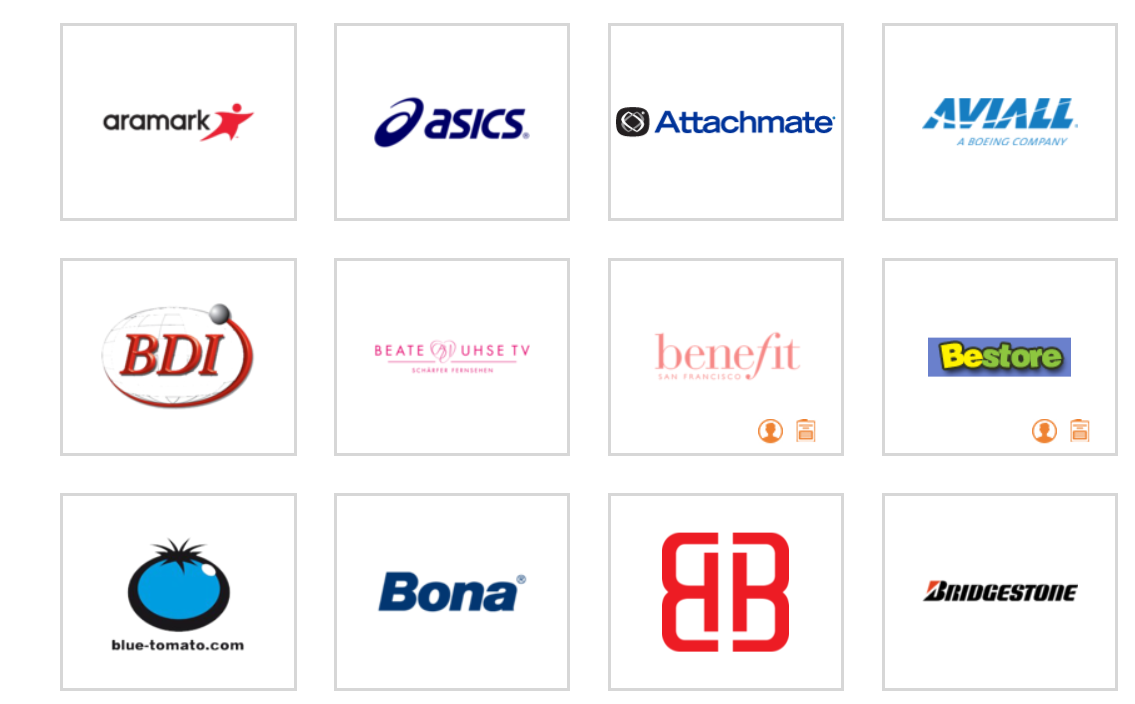 aramark
asics
Attachmate
AVIALL
A BOEING COMPANY
BDI
BEATE UHSE TV
SCHÄRFER FERNSEHEN
benefit
SAN FRANCISCO
Bestore
blue-tomato.com
Bona®
BB
BRIDGESTONE